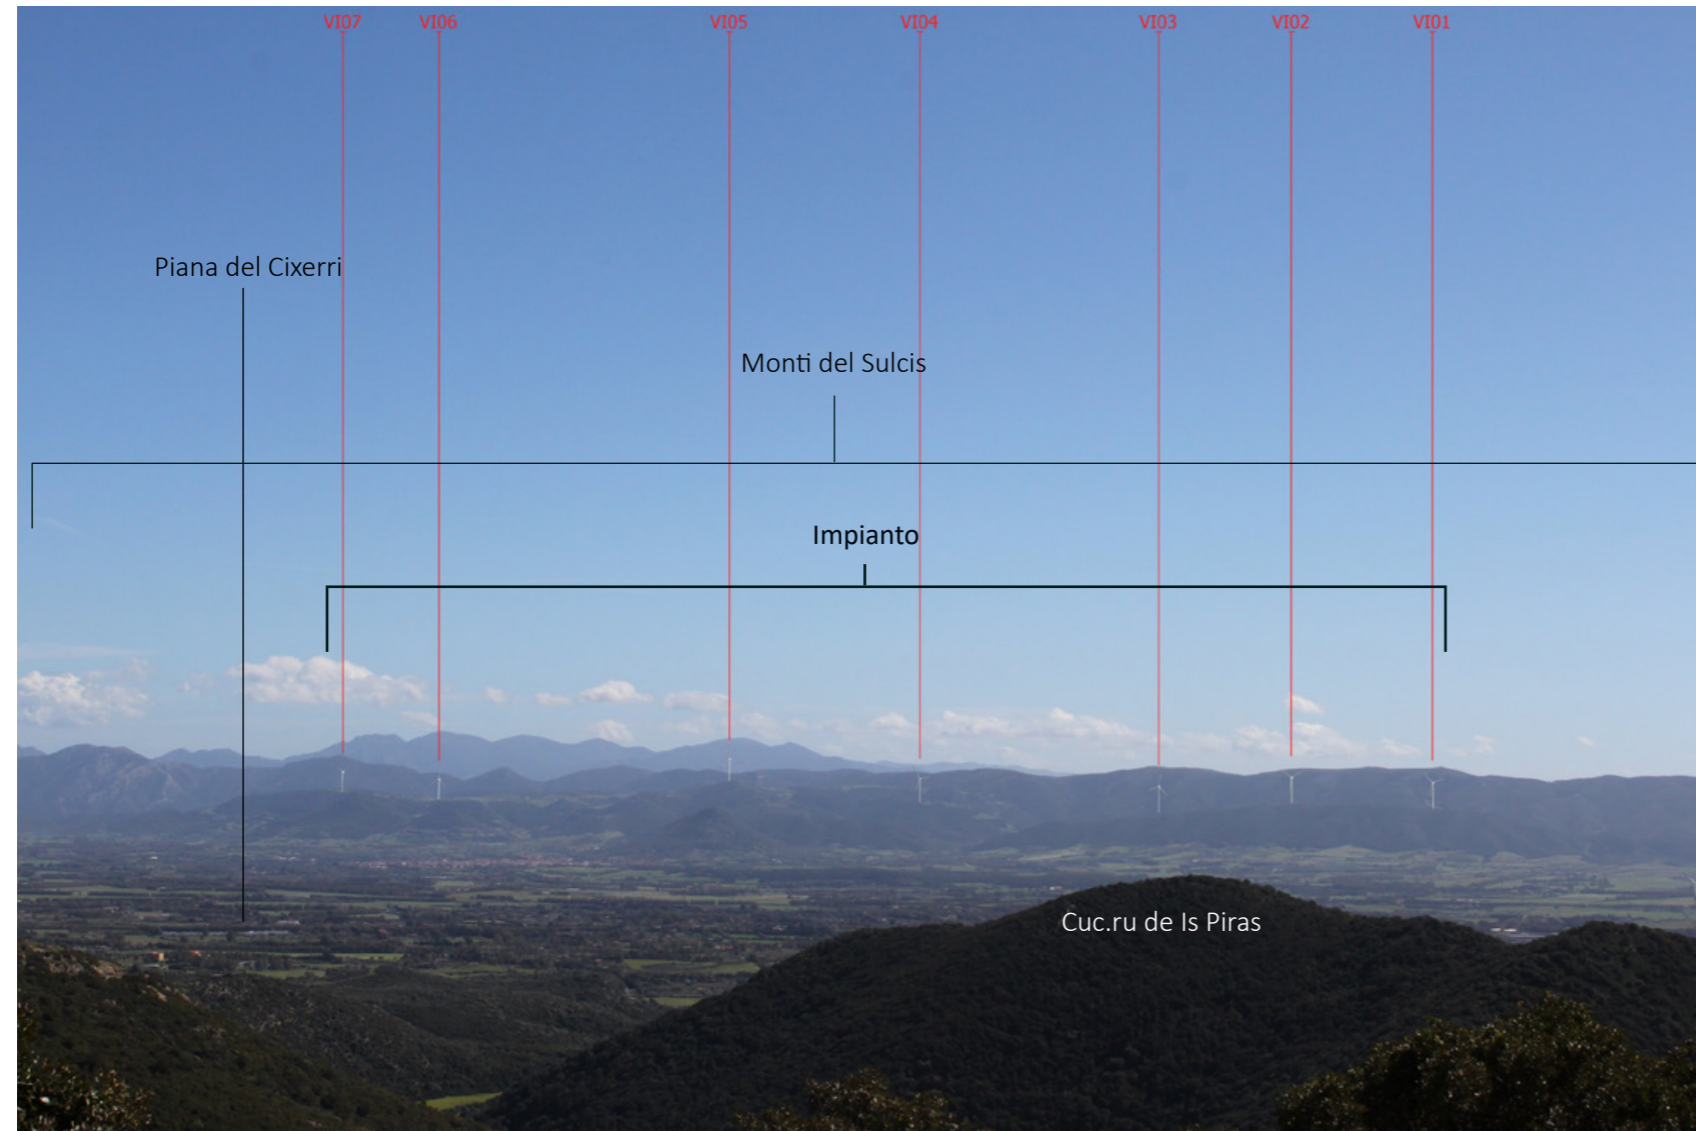 VI07 VI06 VI05 VI04 VI03 VI02 VI01
Piana del Cixerri
Monti del Sulcis
Impianto
Cuc.ru de Is Piras